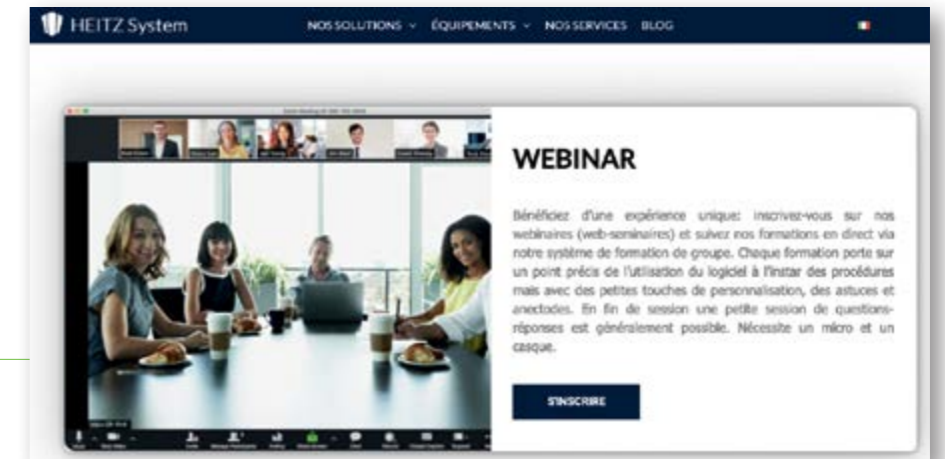 HEITZ System
NOS SOLUTIONS ÉQUIPEMENTS NOS SERVICES BLOG
WEBINAR
Bénéficiez d'une expérience unique: inscrivez-vous sur nos
webinaires (web-seminaires) et suivez nos formations en direct via
notre système de formation de groupe. Chaque formation porte sur
un point précis de l'utilisation du logiciel à l'instar des procédures
mais avec des petites touches de personnalisation, des astuces et
anectodes. En fin de session une petite session de questions-
réponses est généralement possible. Nécessite un micro et un
casque.
S'INSCRIRE